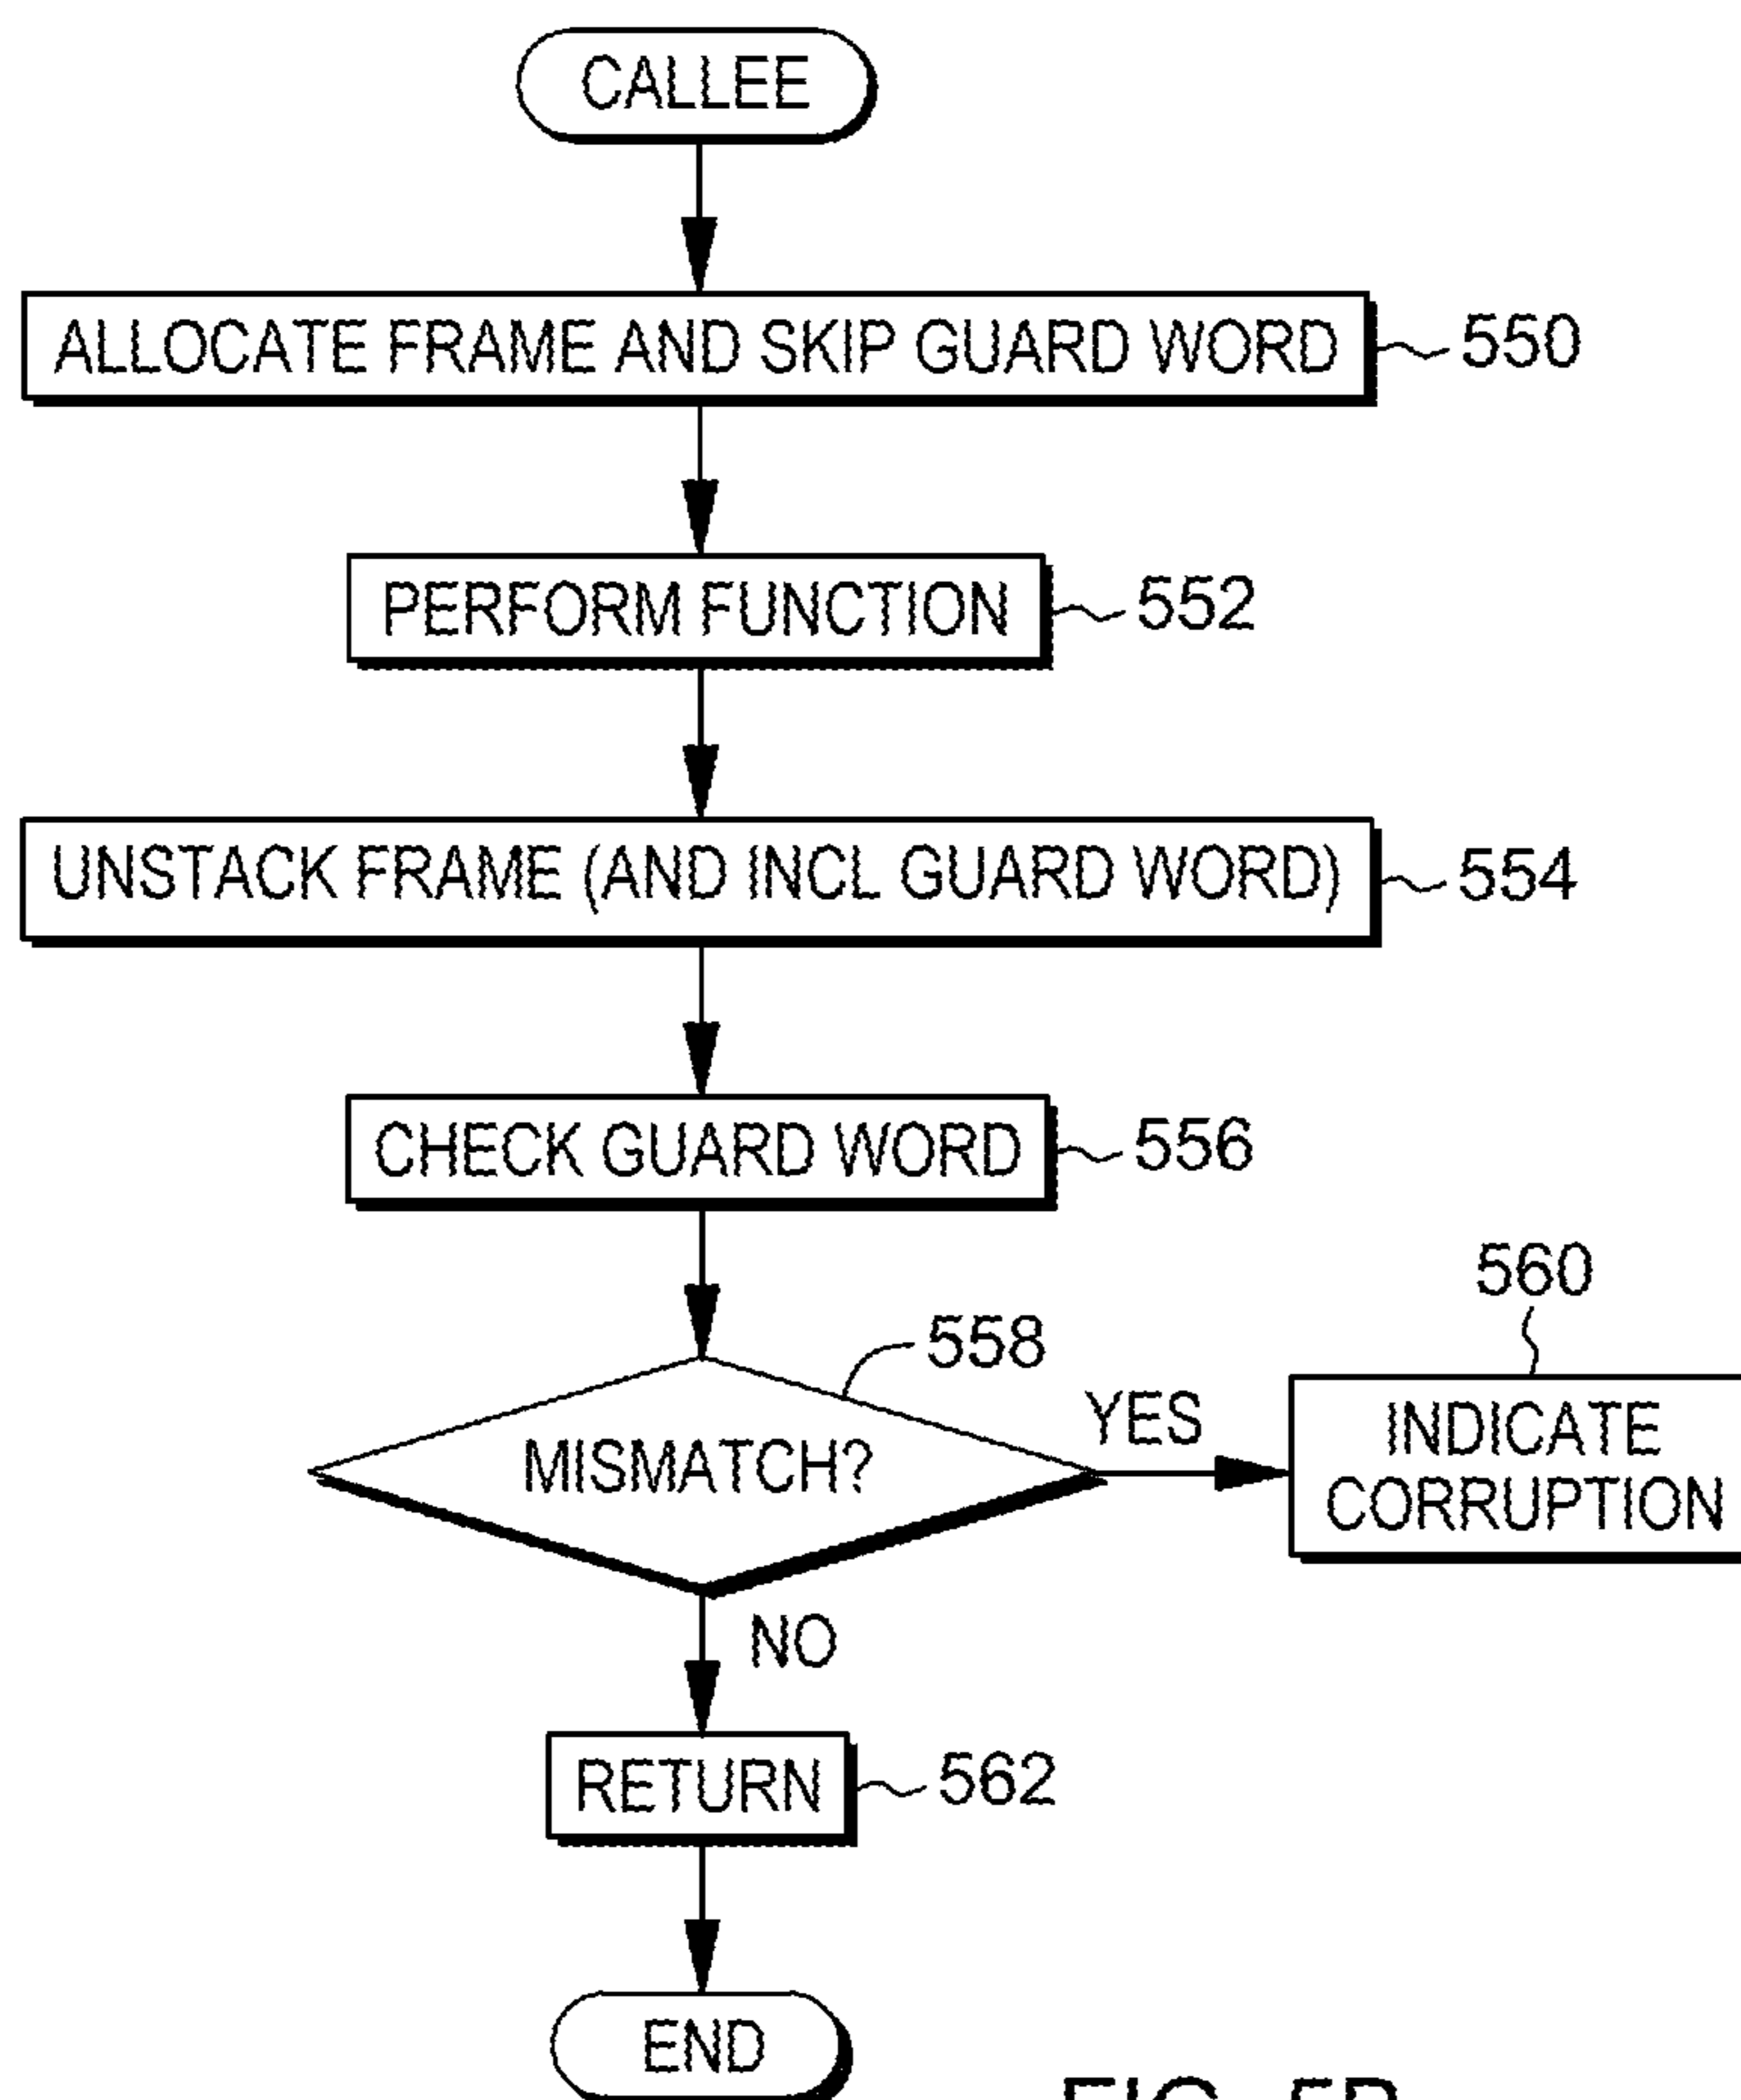 CALLEE
ALLOCATE FRAME AND SKIP GUARD WORD
550
PERFORM FUNCTION
552
UNSTACK FRAME (AND INCL GUARD WORD)
554
CHECK GUARD WORD
556
558
560
MISMATCH?
YES
INDICATE
CORRUPTION
NO
RETURN
562
END